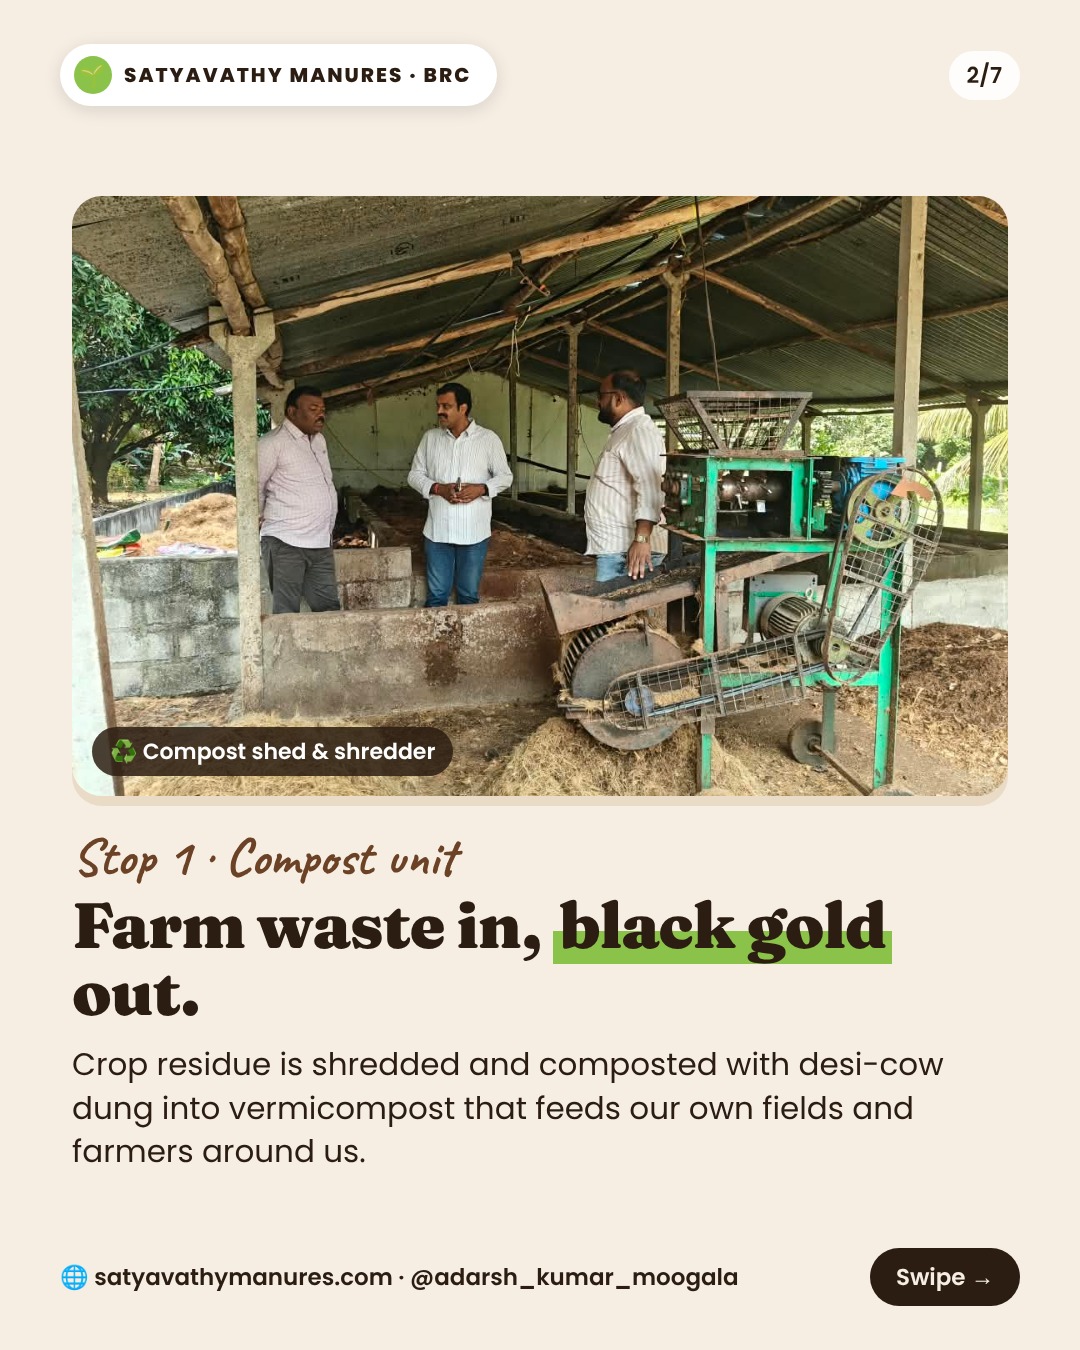 SATYAVATHY MANURES · BRC
2/7
♻️ Compost shed & shredder
Stop 1 · Compost unit
Farm waste in, black gold
out.
Crop residue is shredded and composted with desi-cow
dung into vermicompost that feeds our own fields and
farmers around us.
🌐 satyavathymanures.com · @adarsh_kumar_moogala
Swipe →